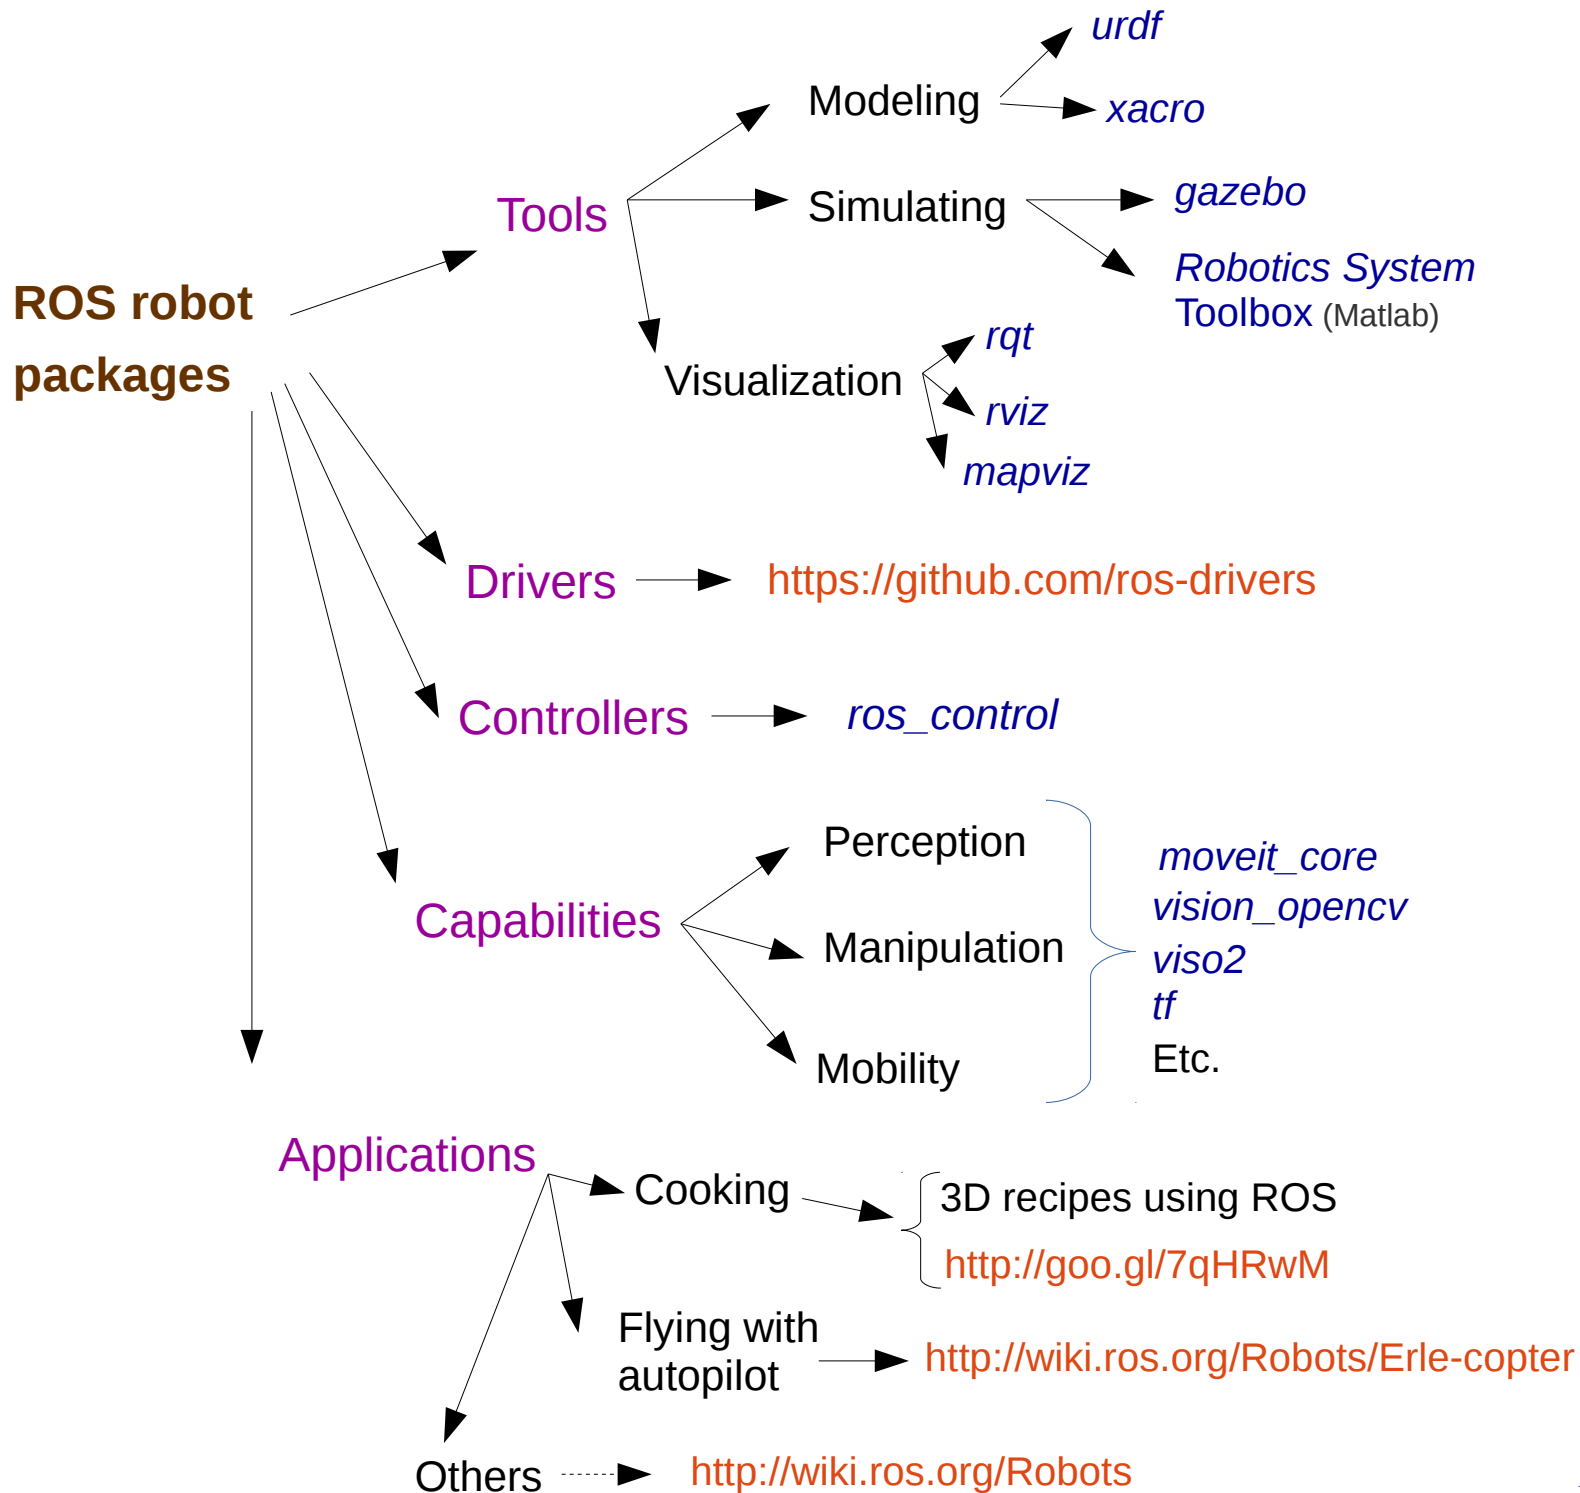 ROS robot
packages
Tools
Modeling
urdf
xacro
Simulating
gazebo
Robotics System
Toolbox (Matlab)
Visualization
rqt
rviz
mapviz
Drivers
https://github.com/ros-drivers
Controllers
ros_control
Capabilities
Perception
Manipulation
Mobility
moveit_core
vision_opencv
viso2
tf
Etc.
Applications
Cooking
3D recipes using ROS
http://goo.gl/7qHRwM
Flying with
autopilot
http://wiki.ros.org/Robots/Erle-copter
Others
http://wiki.ros.org/Robots